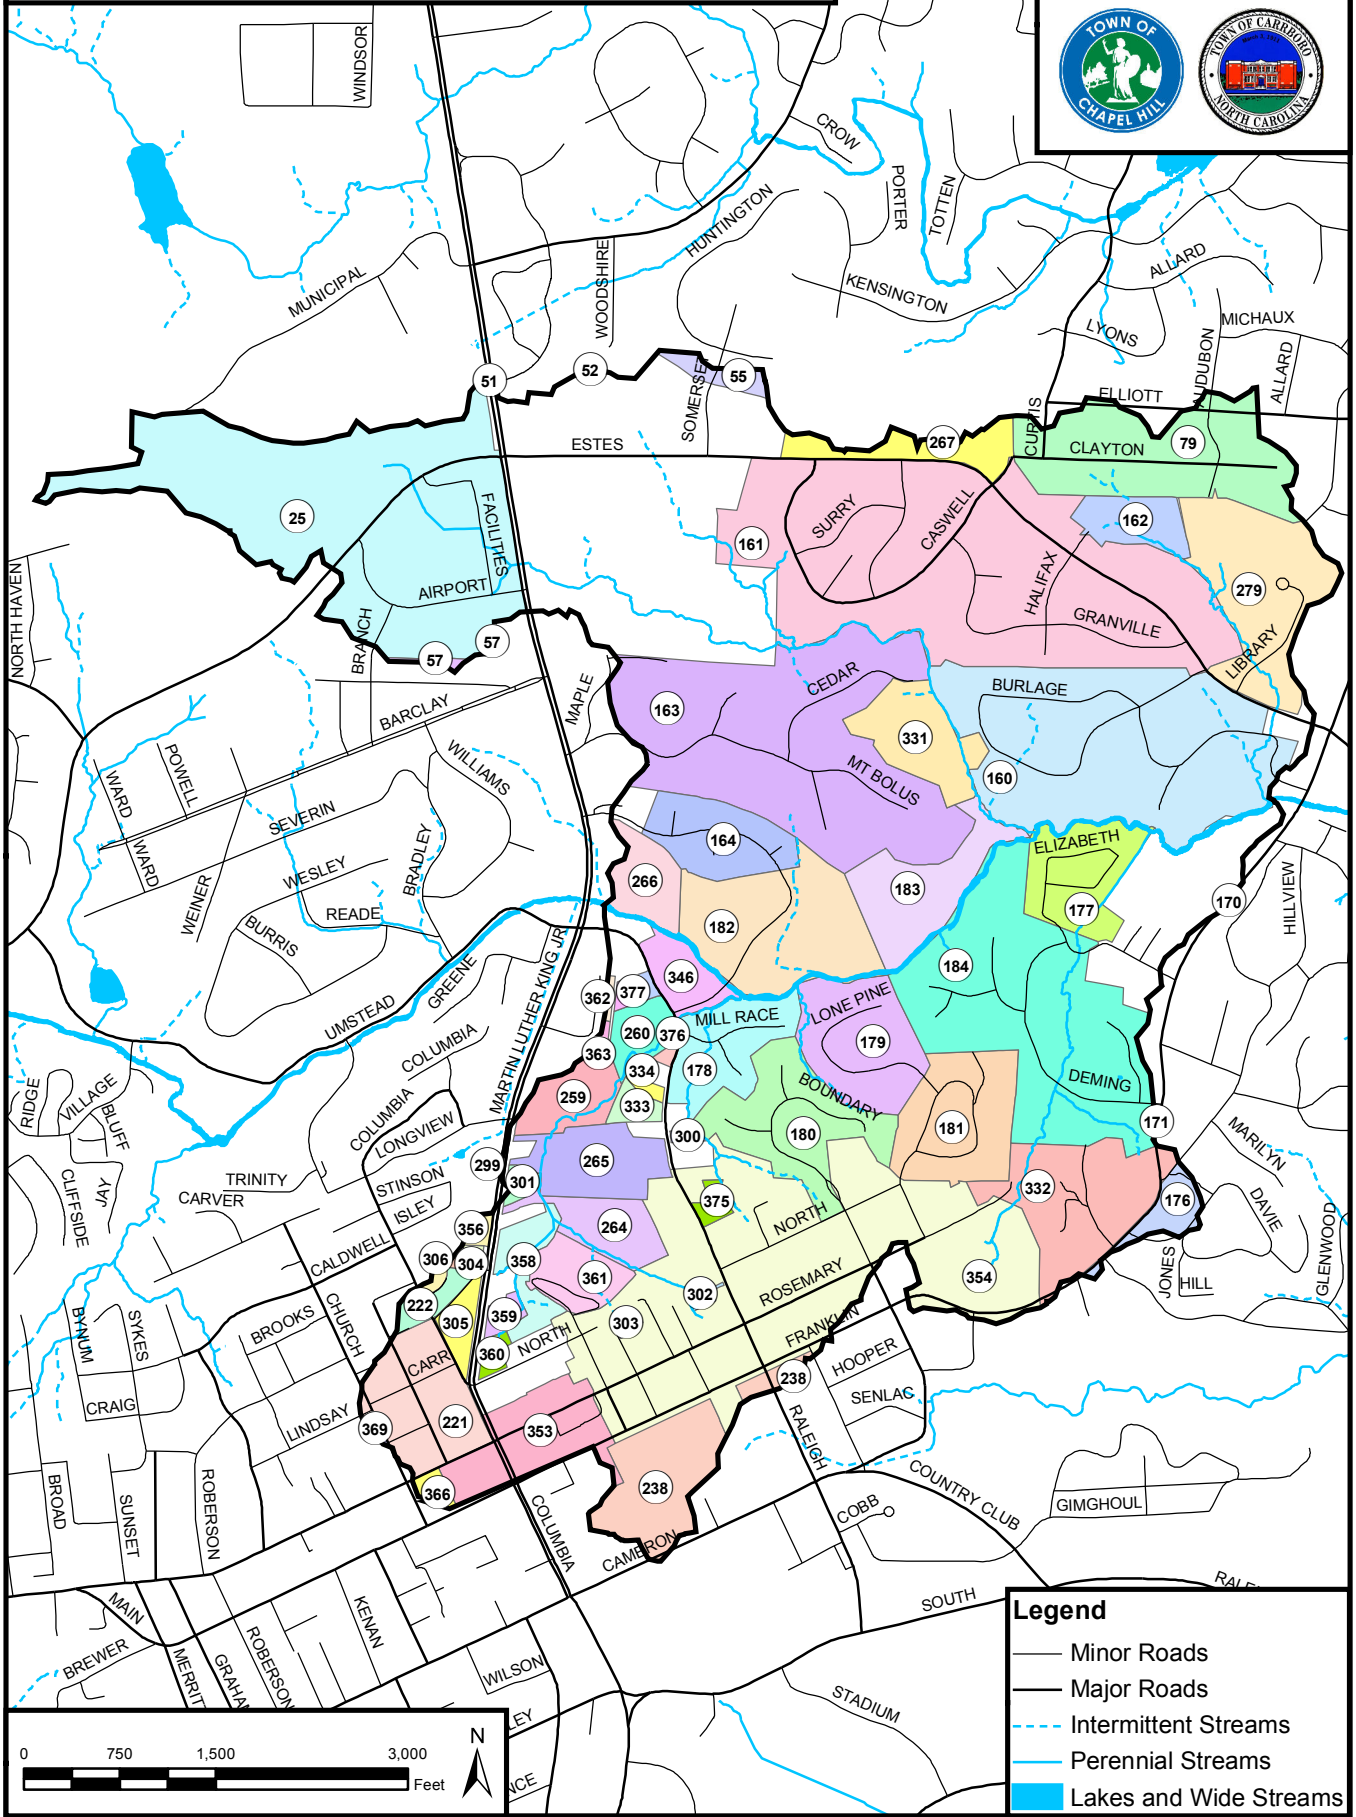 WINDSOR
TOWN OF
CHAPEL HILL
TOWN OF CARRBORO
NORTH CAROLINA
CROW
PORTER
TOTTEN
HUNTINGTON
WOODSHIRE
MUNICIPAL
KENSINGTON
ALLARD
LYONS
MICHAUX
AUDUBON
ALLARD
51
52
55
SOMERSET
ELLIOTT
CURTIS
ESTES
267
CLAYTON
79
25
FACILITIES
SURRY
CASWELL
162
161
HALIFAX
279
NORTH HAVEN
AIRPORT
BRANCH
GRANVILLE
57
57
LIBRARY
MAPLE
163
CEDAR
BURLAGE
BARCLAY
331
POWELL
WARD
WILLIAMS
MT BOLUS
160
SEVERIN
164
ELIZABETH
WARD
WESLEY
BRADLEY
266
183
WEINER
READE
177
170
HILLVIEW
BURRIS
182
GREENE
MARTIN LUTHER KING JR
184
346
UMSTEAD
362
377
LONE PINE
MILL RACE
COLUMBIA
260
376
179
363
334
178
DEMING
RIDGE
VILLAGE
BLUFF
COLUMBIA
259
333
BOUNDARY
LONGVIEW
300
180
181
171
MARILYN
299
265
TRINITY
CARVER
STINSON
301
CLIFFSIDE
JAY
ISLEY
375
332
176
DAVIE
356
264
NORTH
GLENWOOD
CALDWELL
306
304
358
361
ROSEMARY
354
JONES
HILL
302
222
305
359
303
BYNUM
SYKES
BROOKS
CHURCH
360
NORTH
FRANKLIN
CARR
HOOPER
238
SENLAC
CRAIG
LINDSAY
369
221
353
RALEIGH
366
238
BROAD
SUNSET
ROBERSON
COLUMBIA
COUNTRY CLUB
COBB
GIMGHOUL
CAMERON
MAIN
KENAN
SOUTH
BREWER
ROBERSON
WILSON
STADIUM
Legend
Minor Roads
Major Roads
Intermittent Streams
Perennial Streams
Lakes and Wide Streams
N
0 750 1,500 3,000
Feet